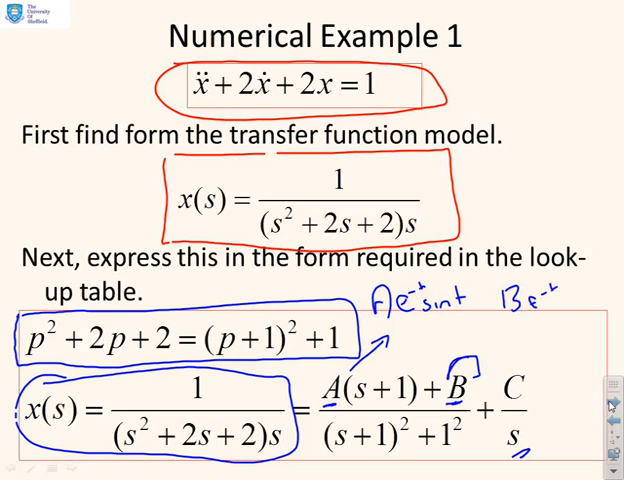 The
University
Of
Sheffield.
Numerical Example 1
ẍ + 2ẋ + 2x = 1
First find form the transfer function model.
x(s) = 1 / (s² + 2s + 2)s
Next, express this in the form required in the look-
up table.
Ae⁻ᵗ sint Be⁻ᵗ
p² + 2p + 2 = (p + 1)² + 1
x(s) = 1 / (s² + 2s + 2)s = A(s + 1) + B / (s + 1)² + 1² + C / s